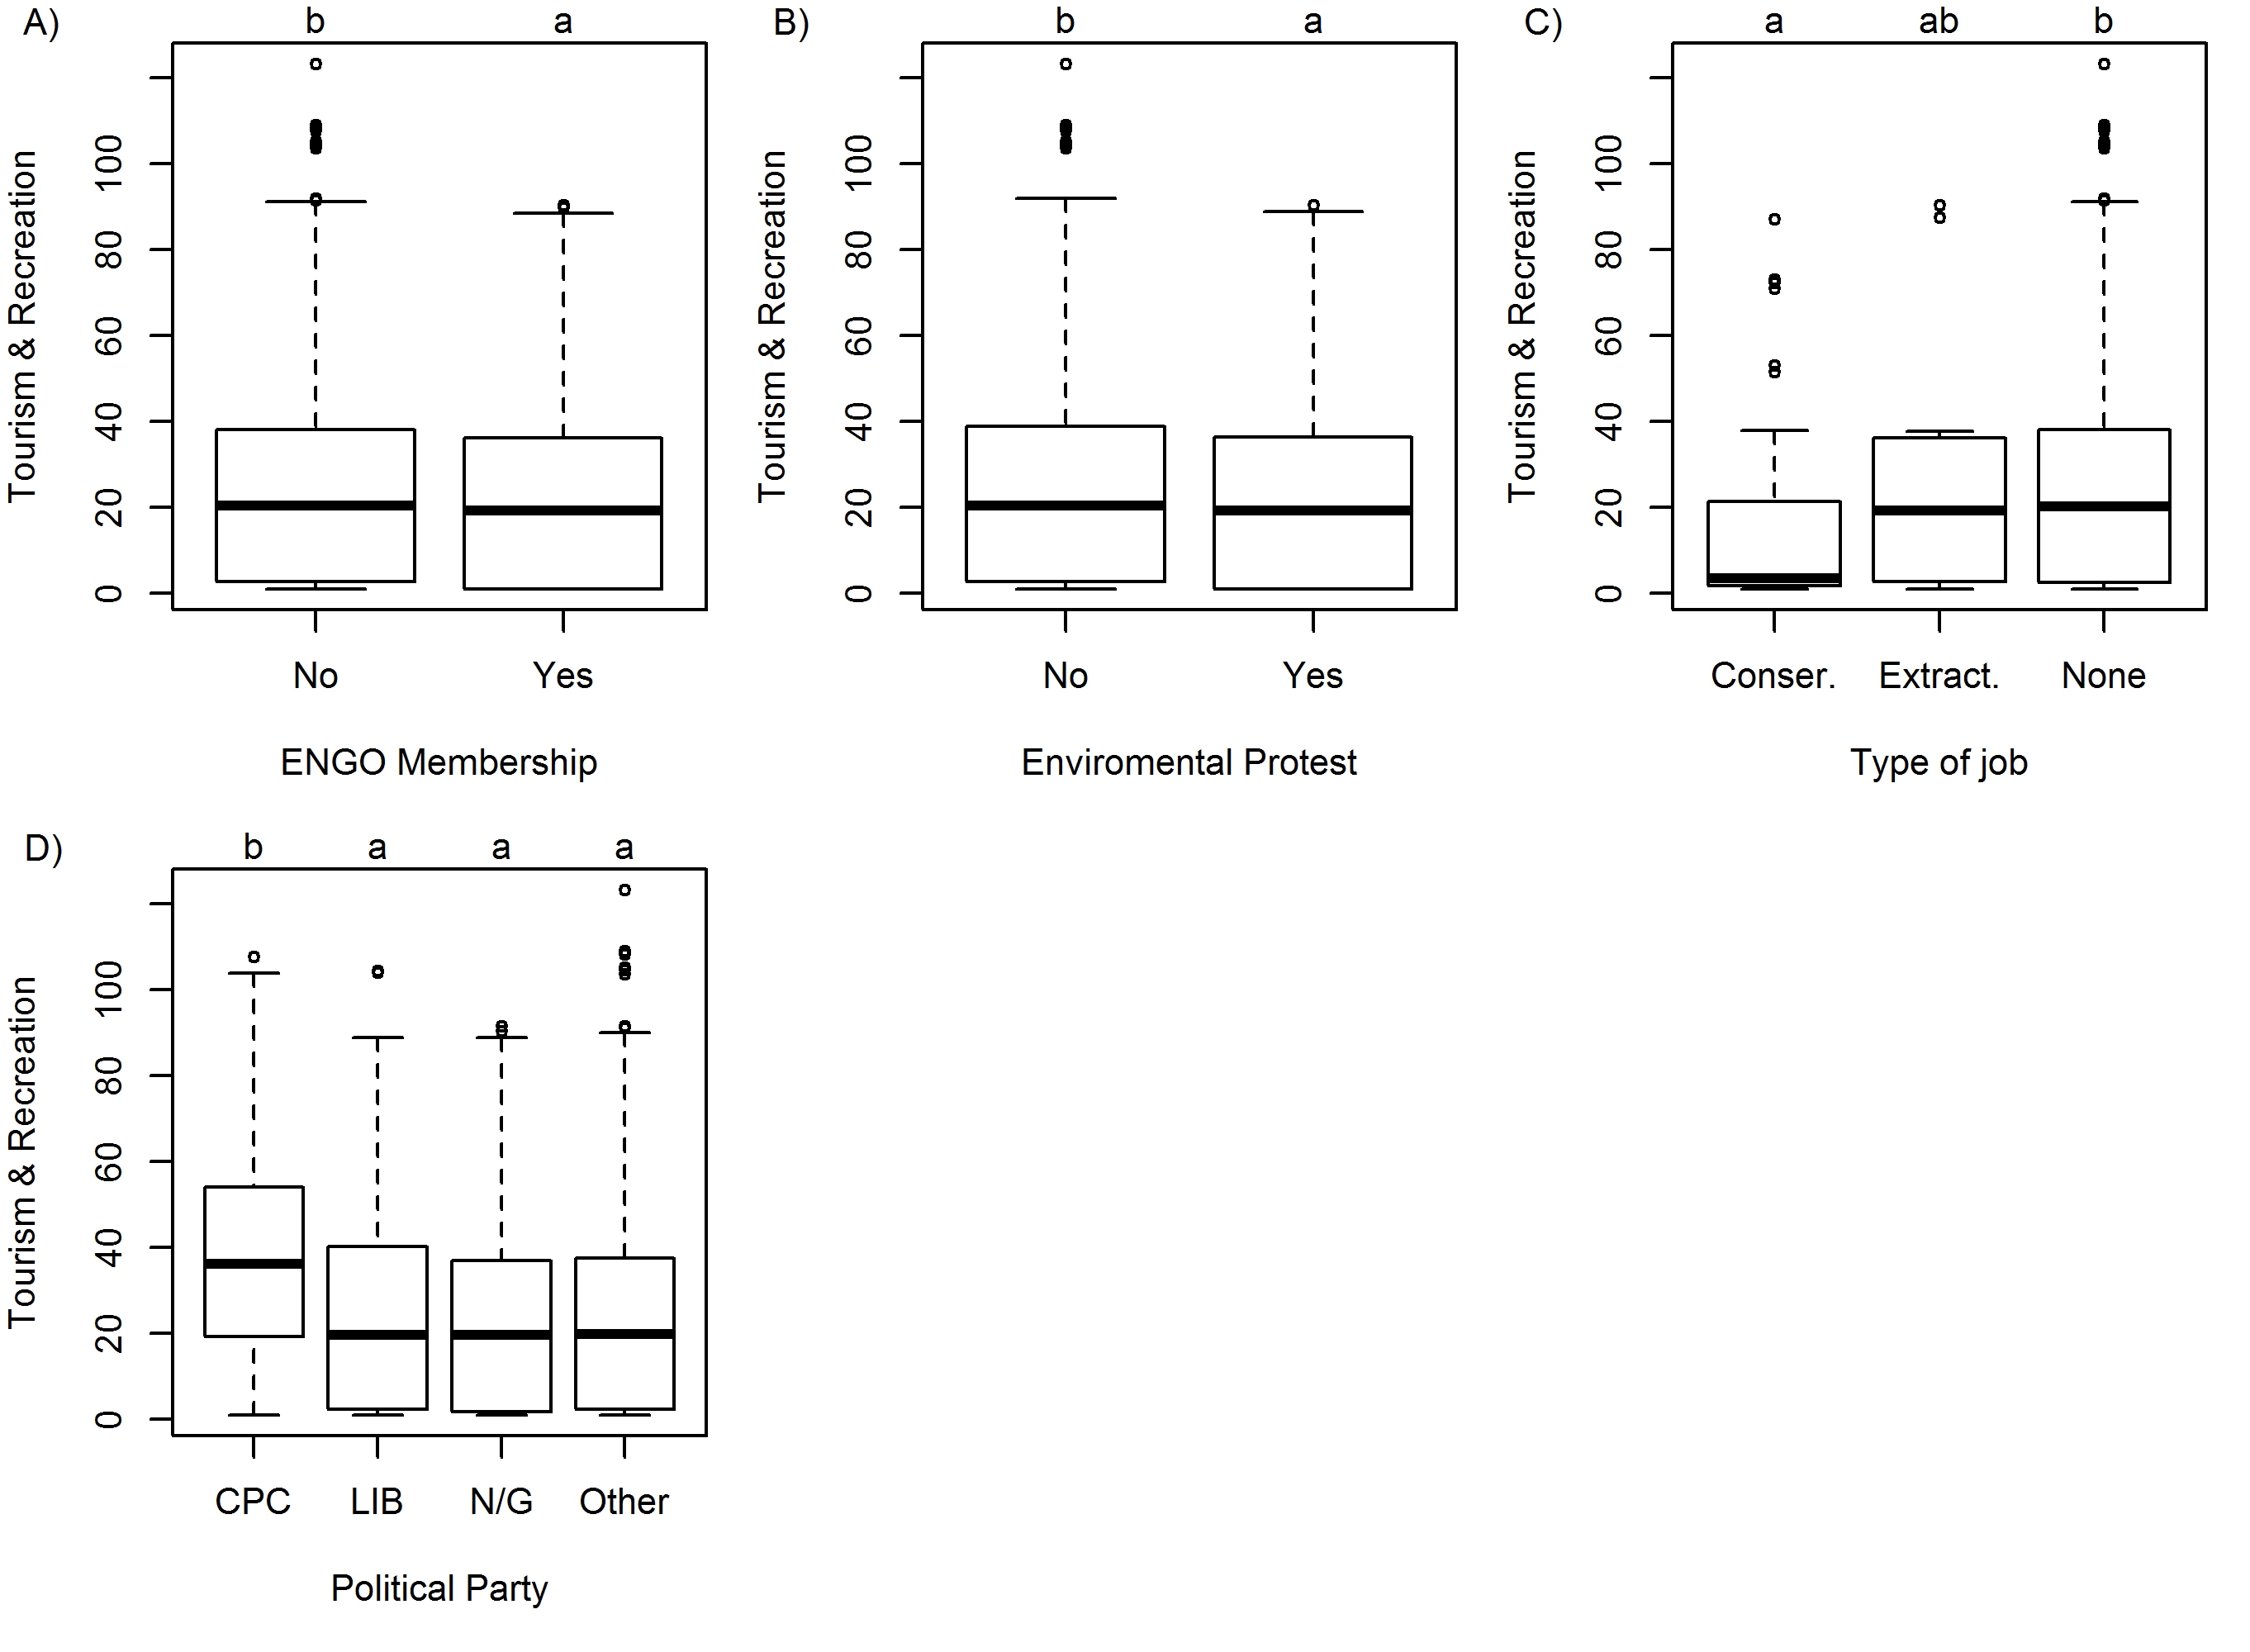 A)
b a
Tourism & Recreation
0 20 40 60 80 100
No Yes
ENGO Membership
B)
b a
Tourism & Recreation
0 20 40 60 80 100
No Yes
Enviromental Protest
C)
a ab b
Tourism & Recreation
0 20 40 60 80 100
Conser. Extract. None
Type of job
D)
b a a a
Tourism & Recreation
0 20 40 60 80 100
CPC LIB N/G Other
Political Party